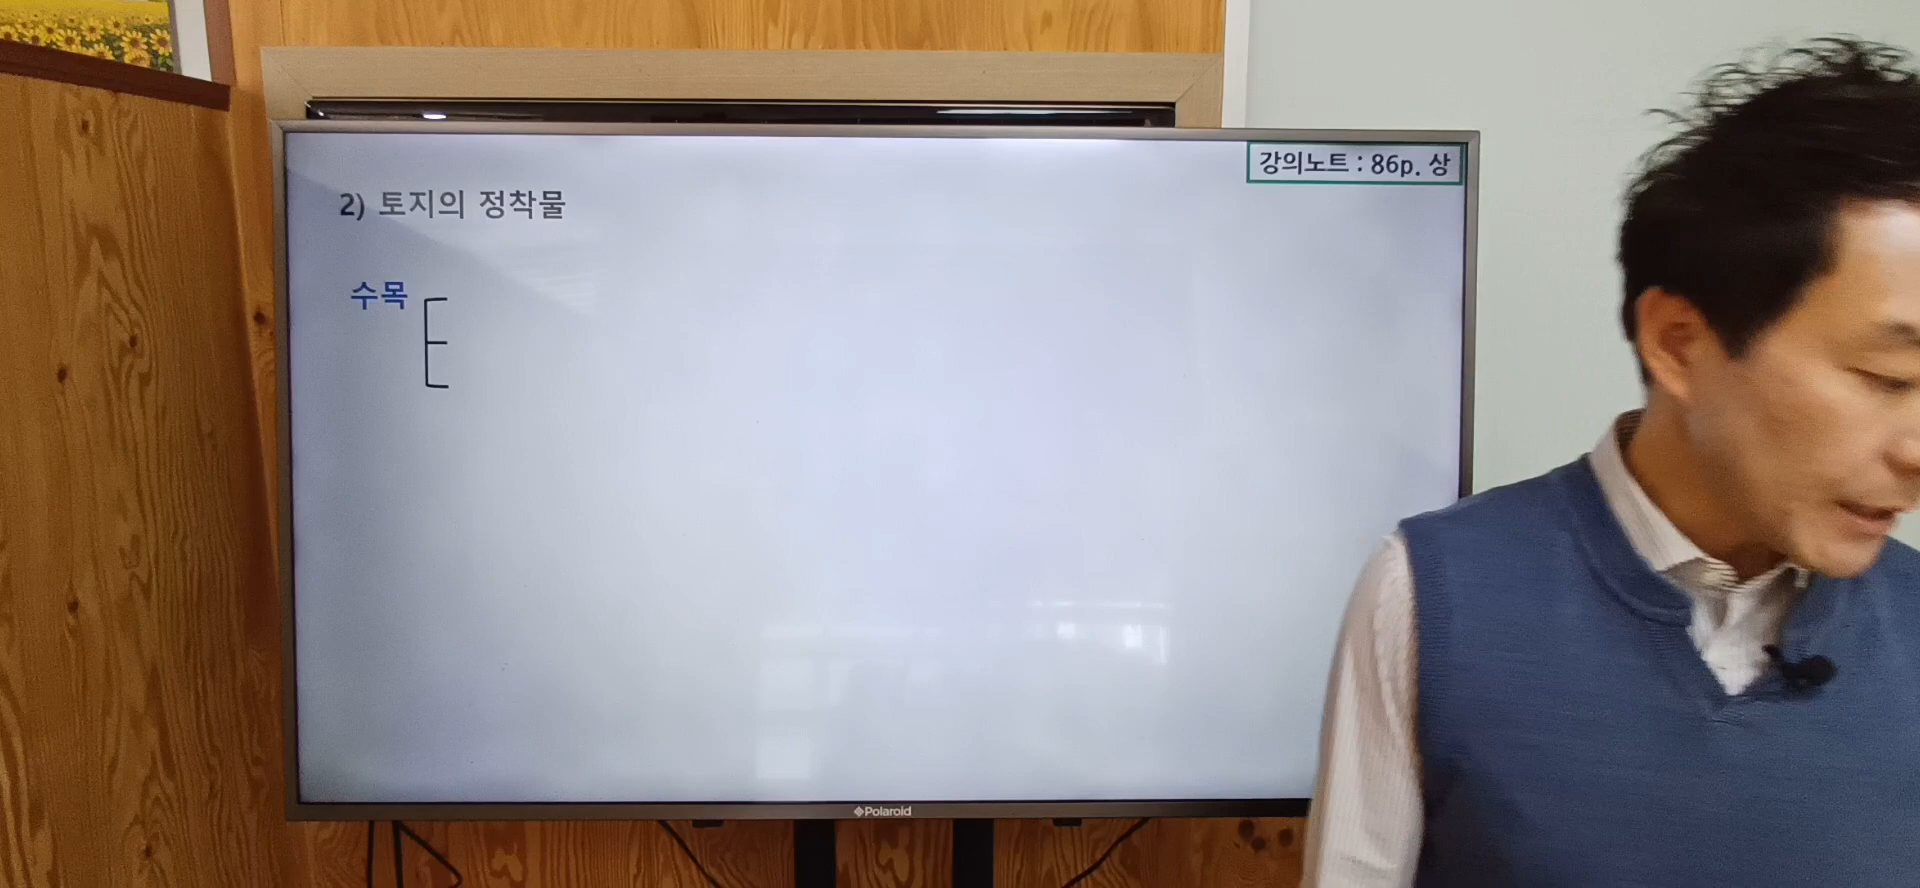 강의노트 : 86p. 상
2) 토지의 정착물
수목
Polaroid